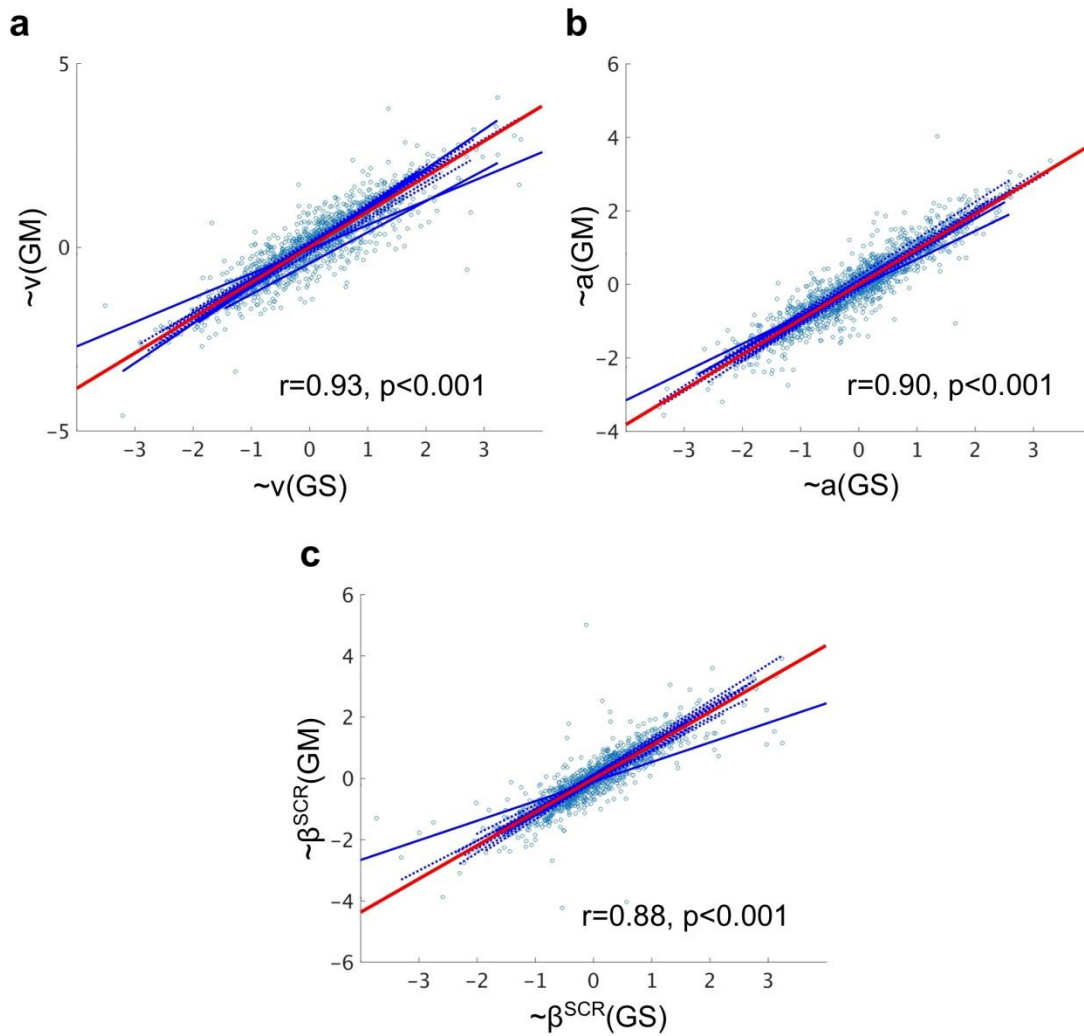 a
5
0
−5
~v(GM)
−3 −2 −1 0 1 2 3
~v(GS)
r=0.93, p<0.001
b
6
4
2
0
−2
−4
~a(GM)
−3 −2 −1 0 1 2 3
~a(GS)
r=0.90, p<0.001
c
6
4
2
0
−2
−4
−6
~β^SCR(GM)
−3 −2 −1 0 1 2 3
~β^SCR(GS)
r=0.88, p<0.001